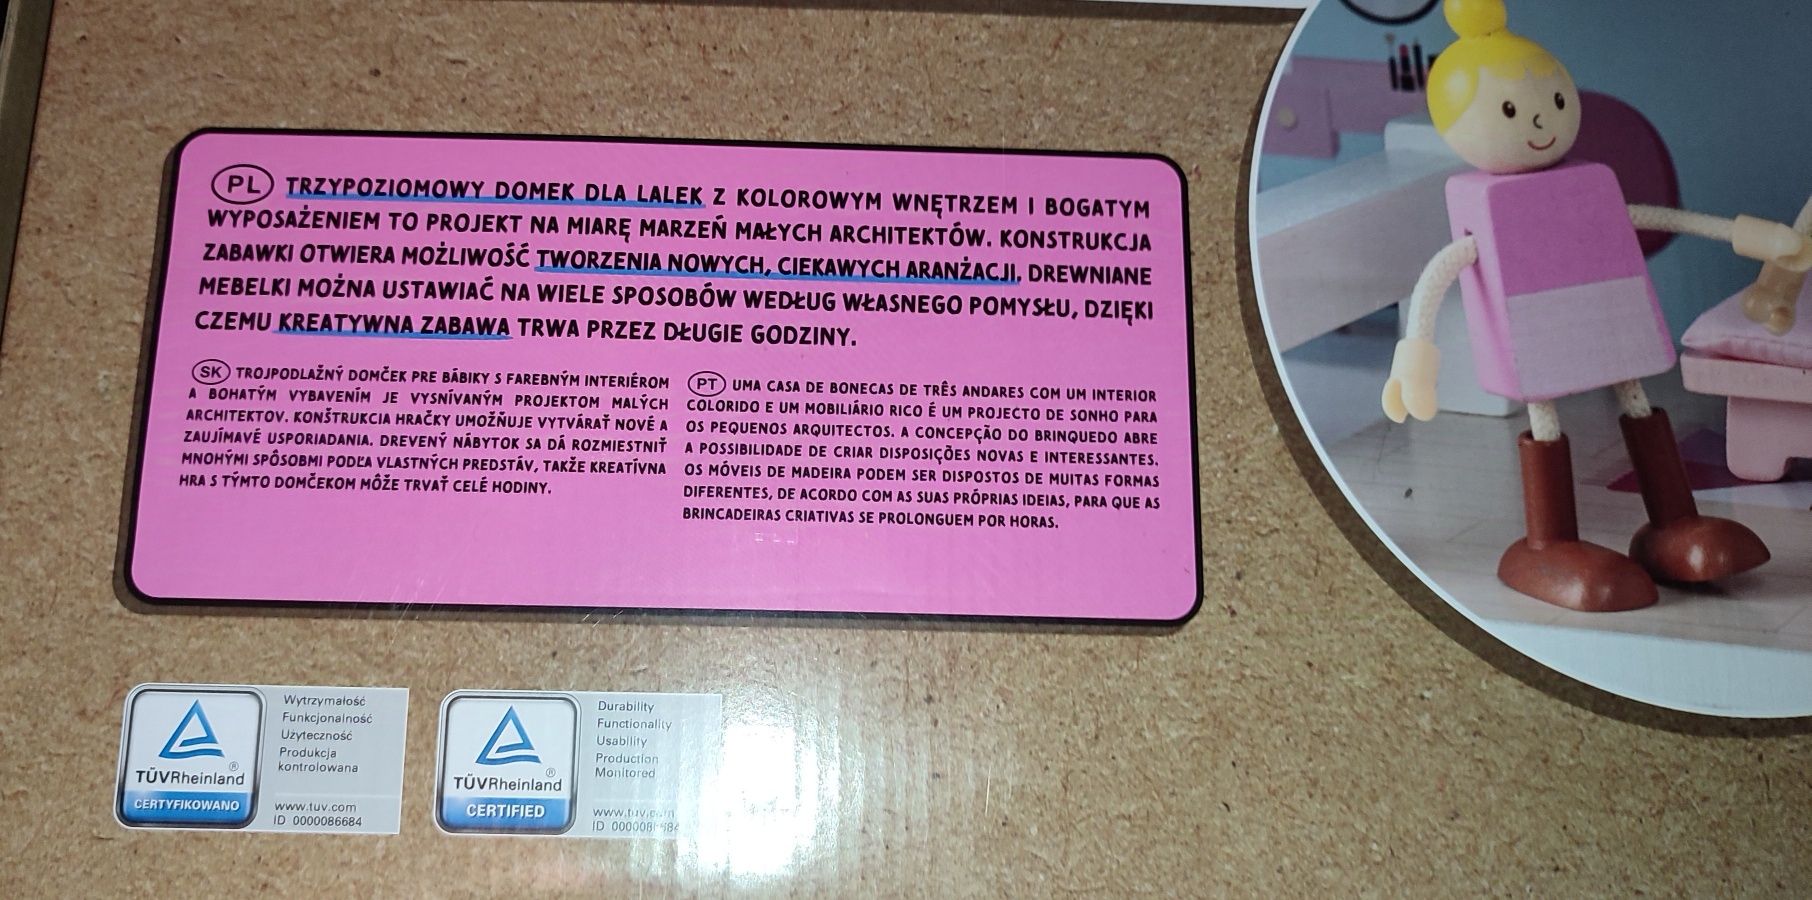 PL TRZYPOZIOMOWY DOMEK DLA LALEK Z KOLOROWYM WNĘTRZEM I BOGATYM
WYPOSAŻENIEM TO PROJEKT NA MIARĘ MARZEŃ MAŁYCH ARCHITEKTÓW. KONSTRUKCJA
ZABAWKI OTWIERA MOŻLIWOŚĆ TWORZENIA NOWYCH, CIEKAWYCH ARANŻACJI. DREWNIANE
MEBELKI MOŻNA USTAWIAĆ NA WIELE SPOSOBÓW WEDŁUG WŁASNEGO POMYSŁU, DZIĘKI
CZEMU KREATYWNA ZABAWA TRWA PRZEZ DŁUGIE GODZINY.
SK TROJPODLAŽNÝ DOMČEK PRE BÁBIKY S FAREBNÝM INTERIÉROM
A BOHATÝM VYBAVENÍM JE VYSNÍVANÝM PROJEKTOM MALÝCH
ARCHITEKTOV. KONŠTRUKCIA HRAČKY UMOŽŇUJE VYTVÁRAŤ NOVÉ A
ZAUJÍMAVÉ USPORIADANIA. DREVENÝ NÁBYTOK SA DÁ ROZMIESTNIŤ
MNOHÝMI SPÔSOBMI PODĽA VLASTNÝCH PREDSTÁV, TAKŽE KREATÍVNA
HRA S TÝMTO DOMČEKOM MÔŽE TRVAŤ CELÉ HODINY.
PT UMA CASA DE BONECAS DE TRÊS ANDARES COM UM INTERIOR
COLORIDO E UM MOBILIÁRIO RICO É UM PROJECTO DE SONHO PARA
OS PEQUENOS ARQUITECTOS. A CONCEPÇÃO DO BRINQUEDO ABRE
A POSSIBILIDADE DE CRIAR DISPOSIÇÕES NOVAS E INTERESSANTES.
OS MÓVEIS DE MADEIRA PODEM SER DISPOSTOS DE MUITAS FORMAS
DIFERENTES, DE ACORDO COM AS SUAS PRÓPRIAS IDEIAS, PARA QUE AS
BRINCADEIRAS CRIATIVAS SE PROLONGUEM POR HORAS.
TÜVRheinland ®
CERTYFIKOWANO
Wytrzymałość
Funkcjonalność
Użyteczność
Produkcja
kontrolowana
www.tuv.com
ID 0000086684
TÜVRheinland ®
CERTIFIED
Durability
Functionality
Usability
Production
Monitored
www.tuv.com
ID